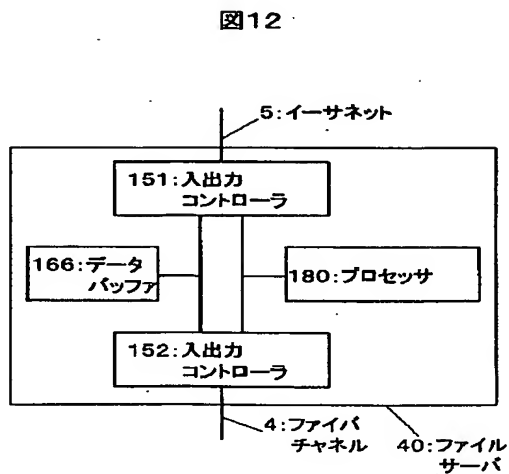 図12
5:イーサネット
151:入出力
コントローラ
166:データ
バッファ
180:プロセッサ
152:入出力
コントローラ
4:ファイバ
チャネル
40:ファイル
サーバ